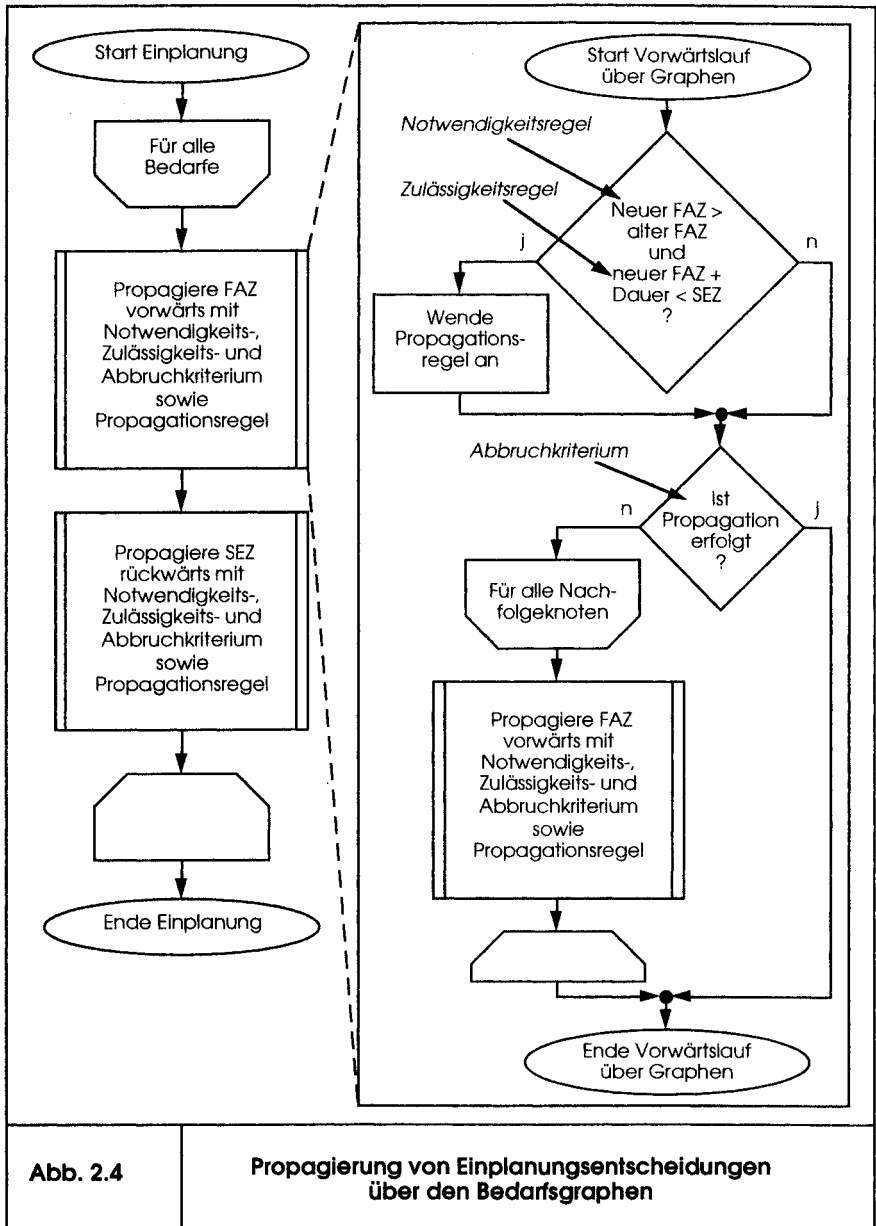 Start Einplanung
Für alle
Bedarfe
Propagiere FAZ
vorwärts mit
Notwendigkeits-,
Zulässigkeits- und
Abbruchkriterium
sowie
Propagationsregel
Propagiere SEZ
rückwärts mit
Notwendigkeits-,
Zulässigkeits- und
Abbruchkriterium
sowie
Propagationsregel
Ende Einplanung
Start Vorwärtslauf
über Graphen
Notwendigkeitsregel
Zulässigkeitsregel
Neuer FAZ >
alter FAZ
und
neuer FAZ +
Dauer < SEZ
?
j
n
Wende
Propagations-
regel an
Abbruchkriterium
Ist
Propagation
erfolgt
?
n
j
Für alle Nach-
folgeknoten
Propagiere FAZ
vorwärts mit
Notwendigkeits-,
Zulässigkeits- und
Abbruchkriterium
sowie
Propagationsregel
Ende Vorwärtslauf
über Graphen
Abb. 2.4
Propagierung von Einplanungsentscheidungen
über den Bedarfsgraphen